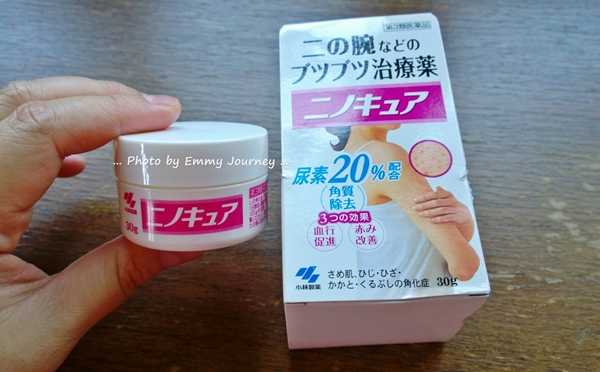 第3類医薬品
二の腕などの
ブツブツ治療薬
ニノキュア
尿素20%配合
角質
除去
3つの効果
血行
促進
赤み
改善
小林製薬
さめ肌、ひじ・ひざ・
かかと・くるぶしの角化症 30g
... Photo by Emmy Journey ...
ニノキュア
小林製薬
30g